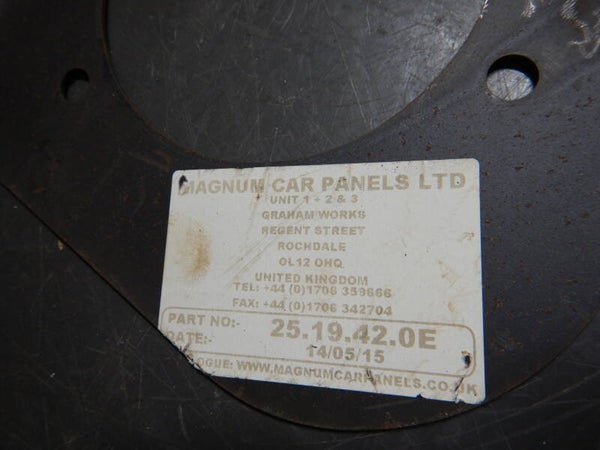 MAGNUM CAR PANELS LTD
UNIT 1 + 2 & 3
GRAHAM WORKS
REGENT STREET
ROCHDALE
OL12 OHQ
UNITED KINGDOM
TEL: +44 (0)1706 358666
FAX: +44 (0)1706 342704
PART NO:- 25.19.42.0E
DATE:- 14/05/15
LOGUE: WWW.MAGNUMCARPANELS.CO.UK